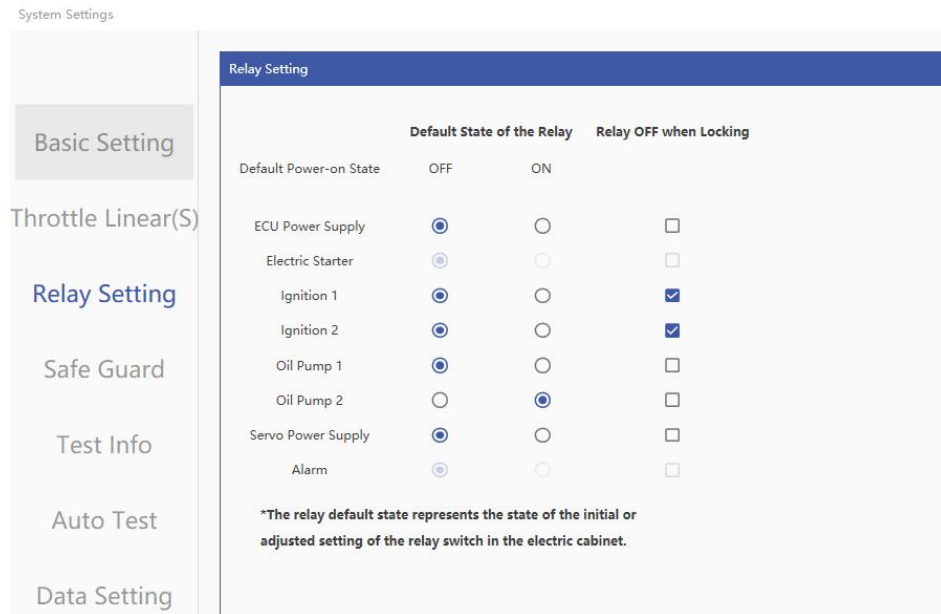 System Settings
Basic Setting
Throttle Linear(S)
Relay Setting
Safe Guard
Test Info
Auto Test
Data Setting
Relay Setting
Default State of the Relay Relay OFF when Locking
Default Power-on State OFF ON
ECU Power Supply
Electric Starter
Ignition 1
Ignition 2
Oil Pump 1
Oil Pump 2
Servo Power Supply
Alarm
*The relay default state represents the state of the initial or
adjusted setting of the relay switch in the electric cabinet.